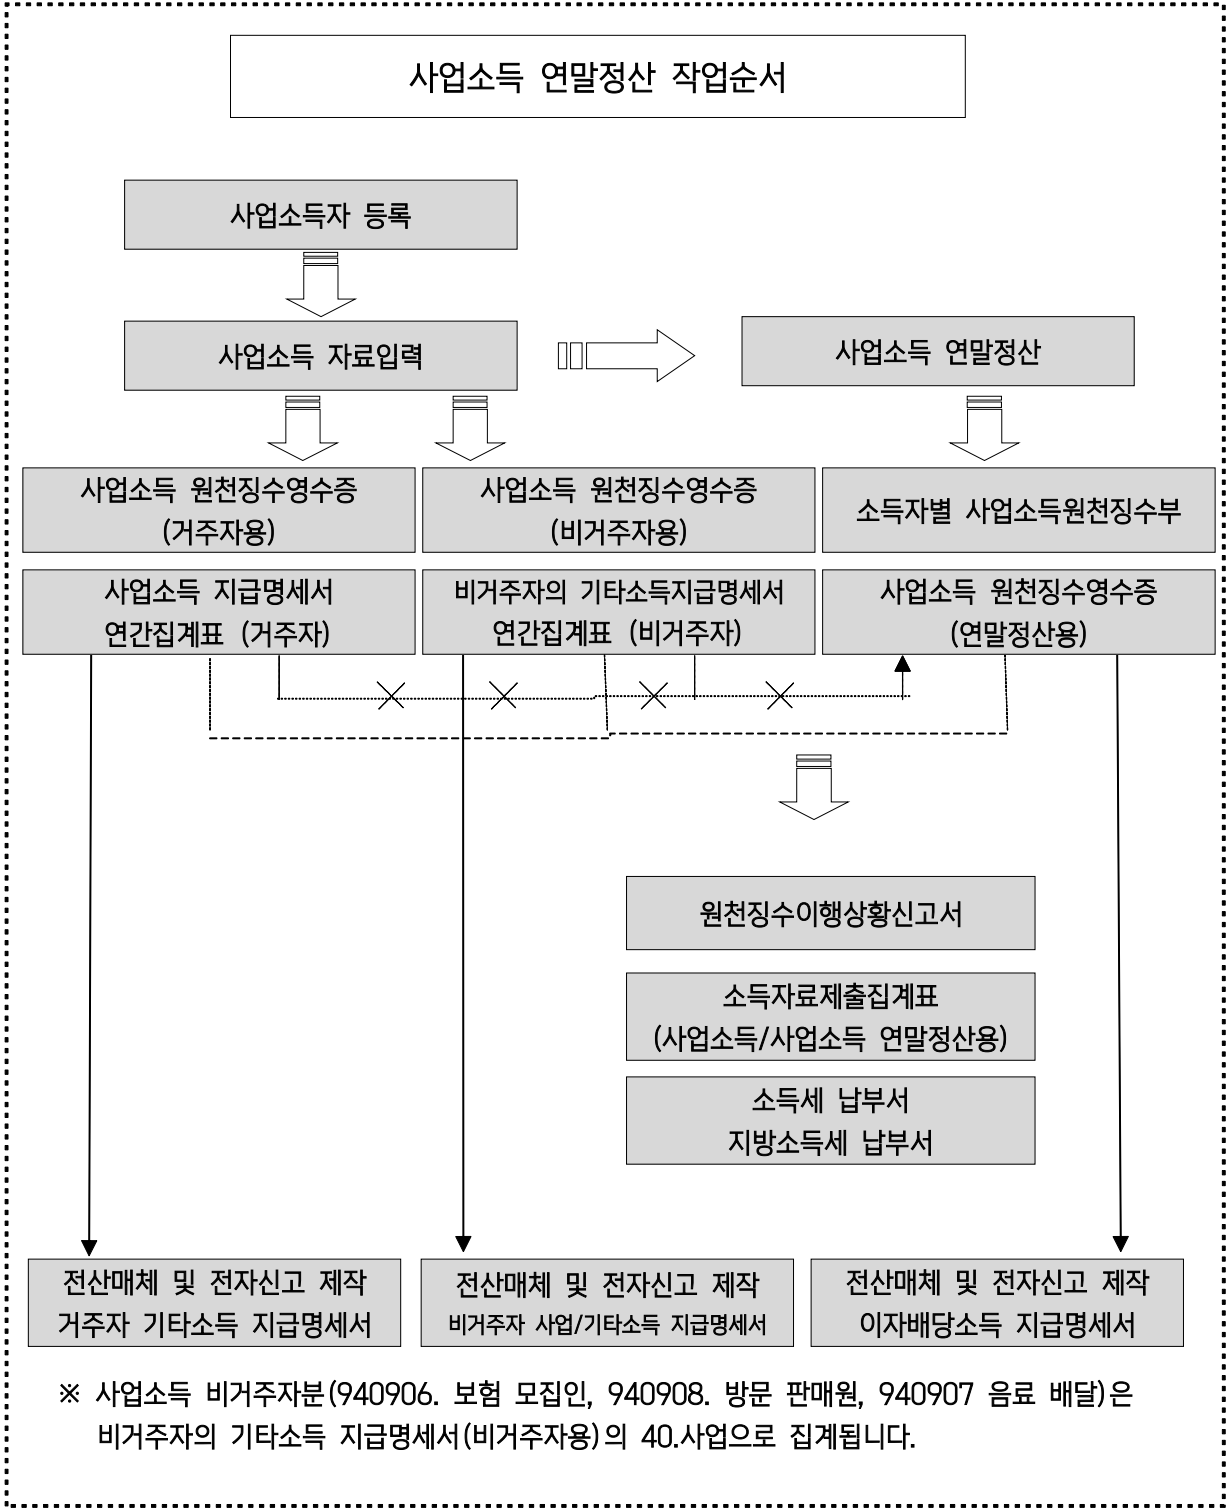 사업소득 연말정산 작업순서
사업소득자 등록
사업소득 자료입력
사업소득 연말정산
사업소득 원천징수영수증
(거주자용)
사업소득 원천징수영수증
(비거주자용)
소득자별 사업소득원천징수부
사업소득 지급명세서
연간집계표 (거주자)
비거주자의 기타소득지급명세서
연간집계표 (비거주자)
사업소득 원천징수영수증
(연말정산용)
원천징수이행상황신고서
소득자료제출집계표
(사업소득/사업소득 연말정산용)
소득세 납부서
지방소득세 납부서
전산매체 및 전자신고 제작
거주자 기타소득 지급명세서
전산매체 및 전자신고 제작
비거주자 사업/기타소득 지급명세서
전산매체 및 전자신고 제작
이자배당소득 지급명세서
※ 사업소득 비거주자분(940906. 보험 모집인, 940908. 방문 판매원, 940907 음료 배달)은
비거주자의 기타소득 지급명세서(비거주자용)의 40.사업으로 집계됩니다.